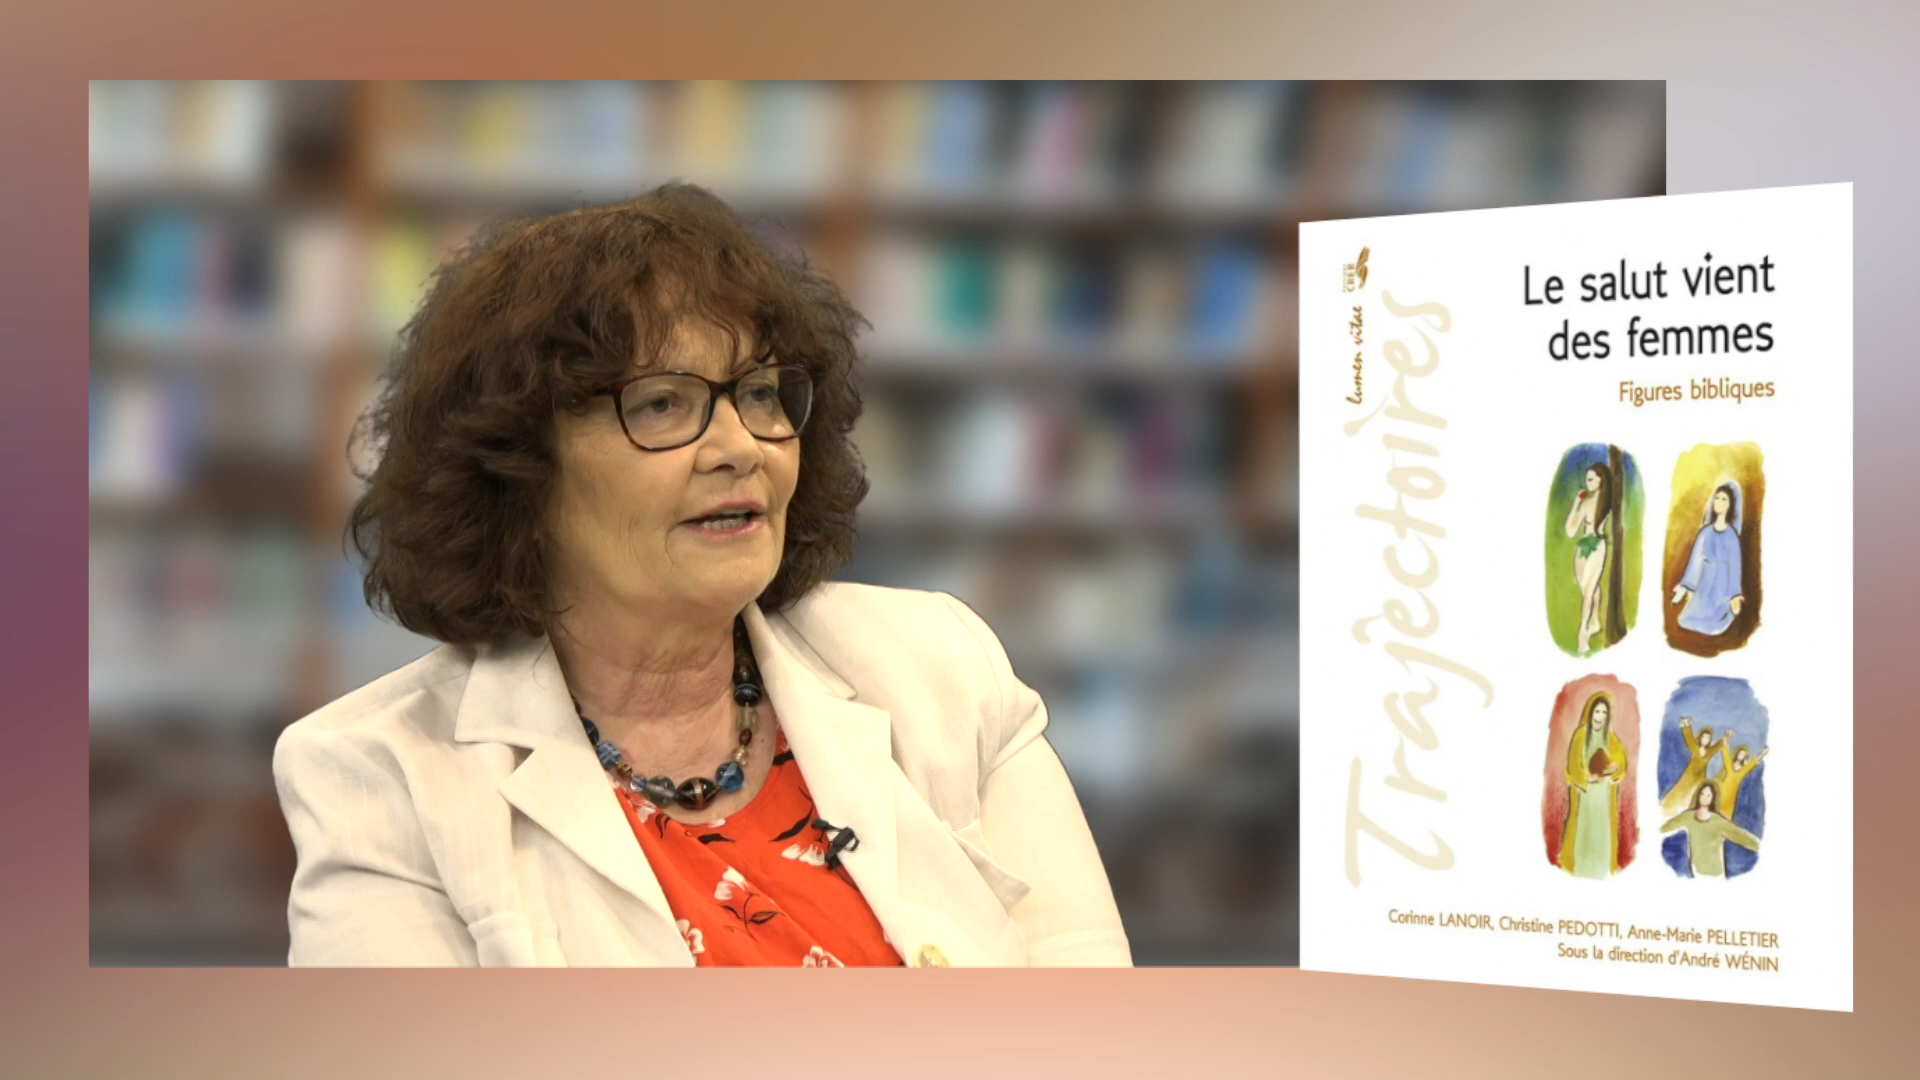 Le salut vient
des femmes
Figures bibliques
lumen vitae
Trajectoires
Corinne LANOIR, Christine PEDOTTI, Anne-Marie PELLETIER
Sous la direction d'André WÉNIN